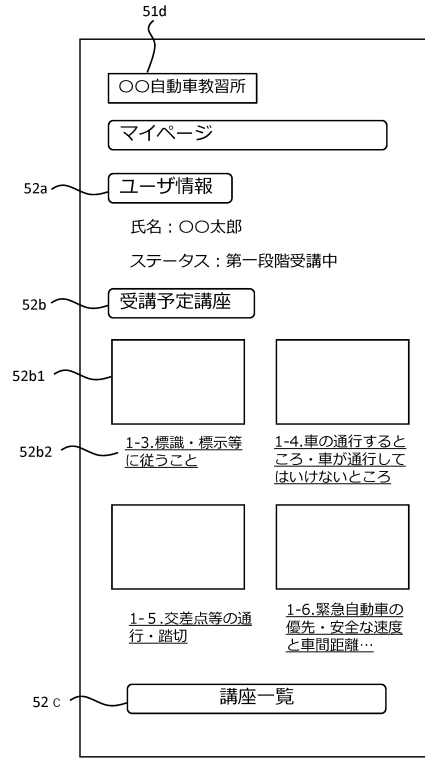 51d
〇〇自動車教習所
マイページ
52a
ユーザ情報
氏名：〇〇太郎
ステータス：第一段階受講中
52b
受講予定講座
52b1
52b2
1-3.標識・標示等
に従うこと
1-4.車の通行すると
ころ・車が通行して
はいけないところ
1-5.交差点等の通
行・踏切
1-6.緊急自動車の
優先・安全な速度
と車間距離…
52c
講座一覧